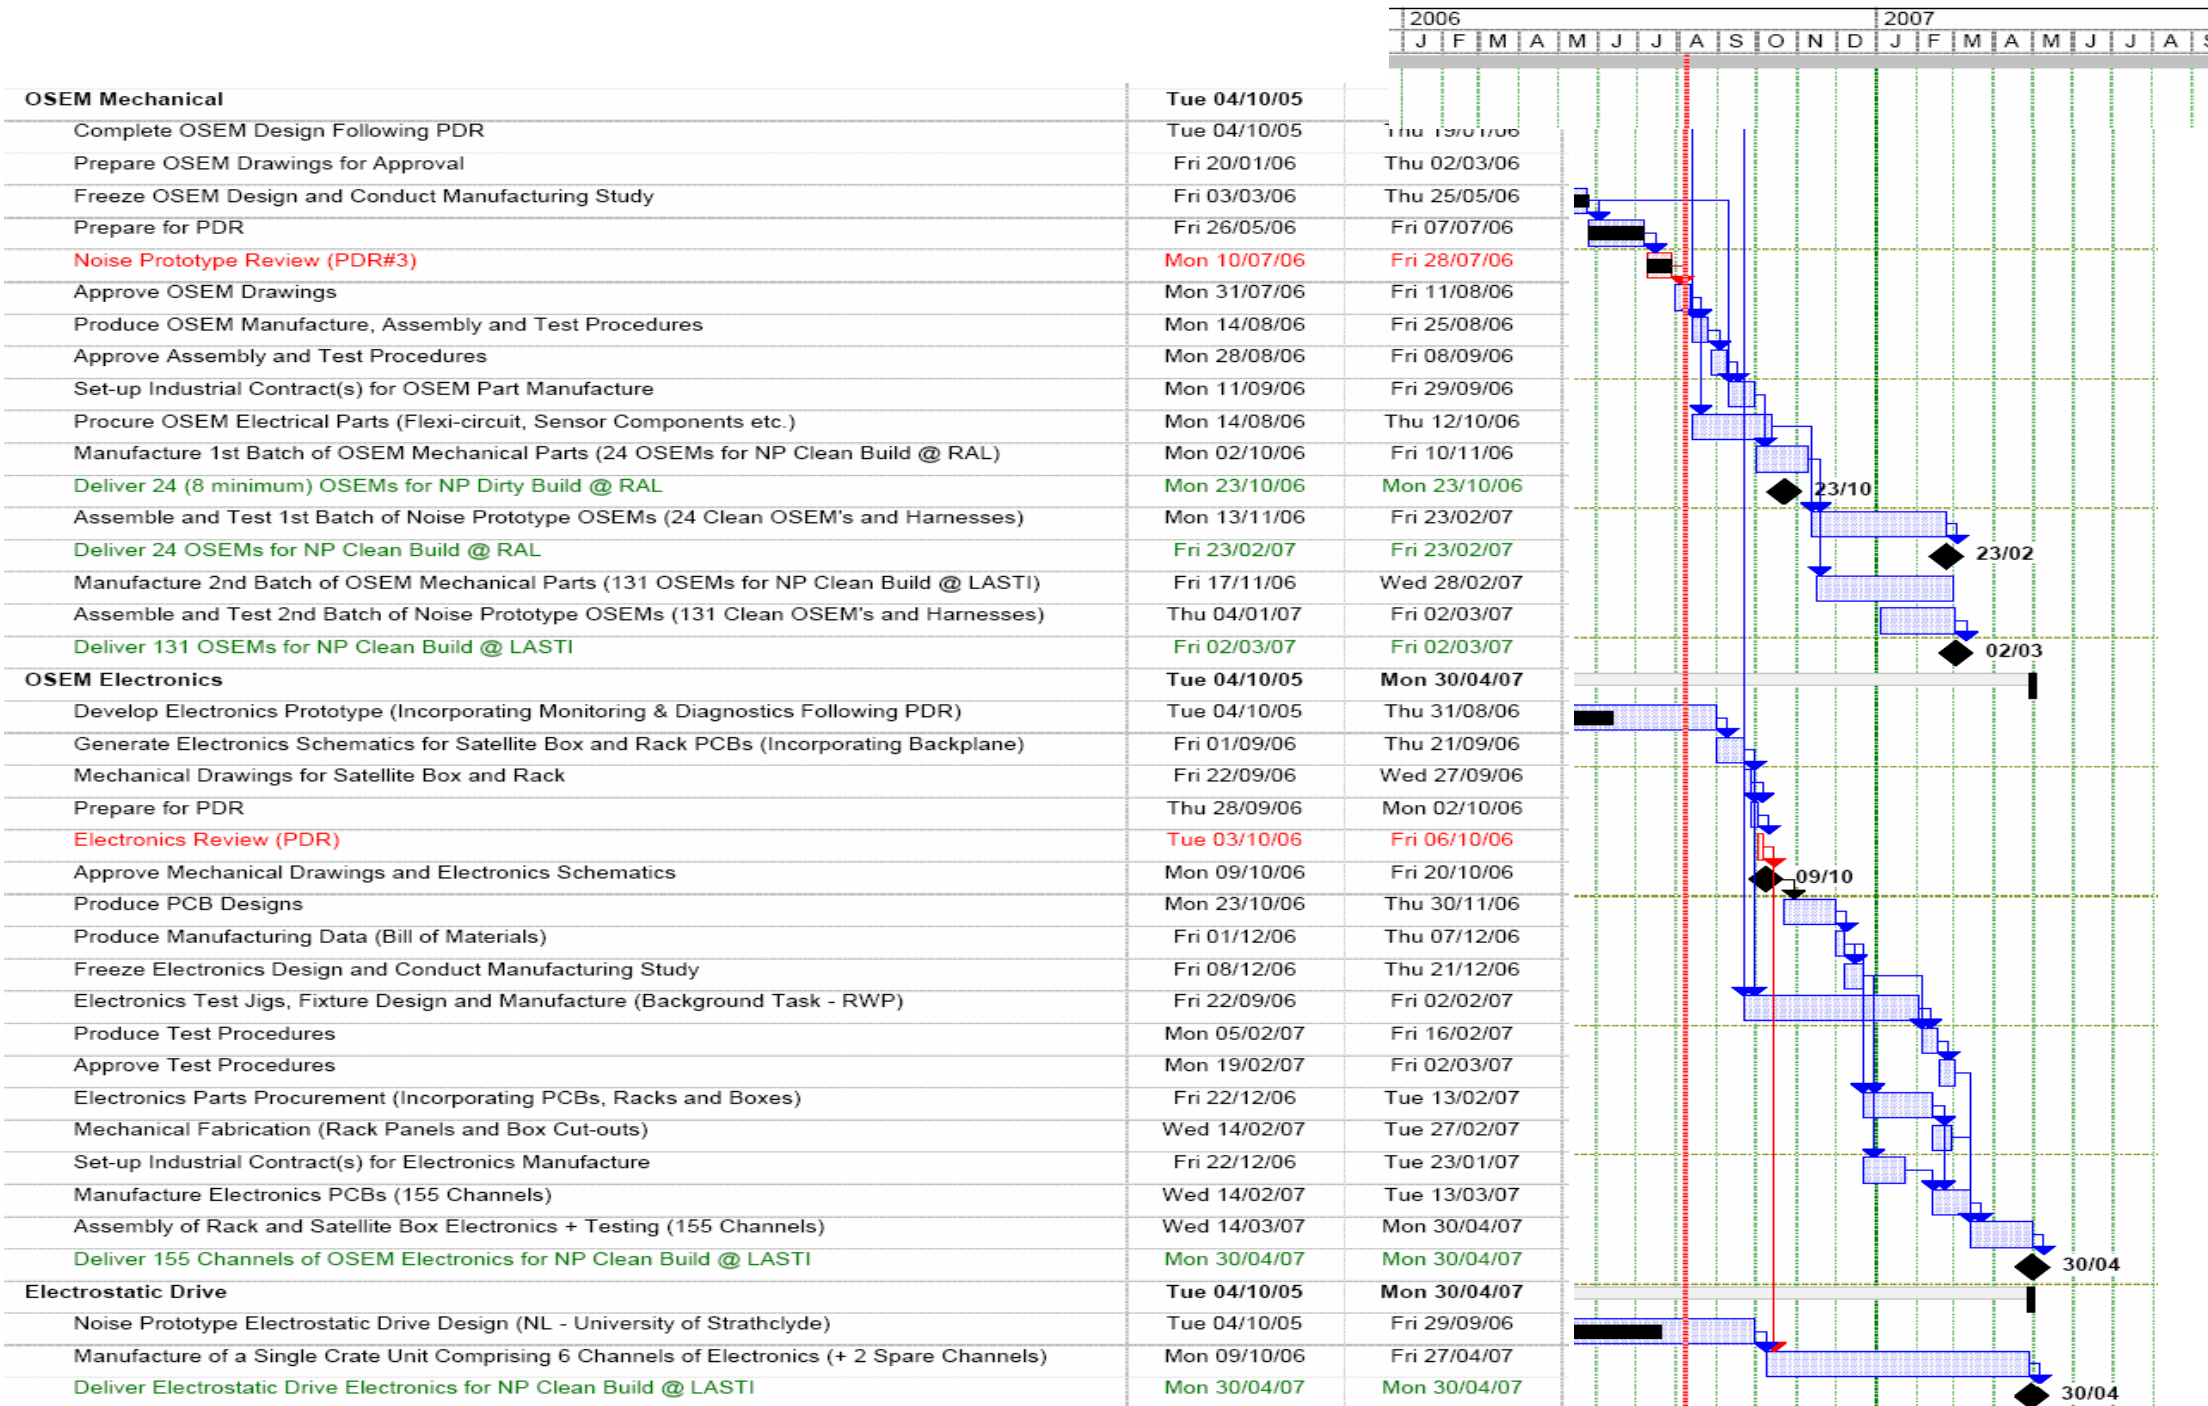 2006 2007
J F M A M J J A S O N D J F M A M J J A S
OSEM Mechanical Tue 04/10/05
Complete OSEM Design Following PDR Tue 04/10/05 Thu 19/01/06
Prepare OSEM Drawings for Approval Fri 20/01/06 Thu 02/03/06
Freeze OSEM Design and Conduct Manufacturing Study Fri 03/03/06 Thu 25/05/06
Prepare for PDR Fri 26/05/06 Fri 07/07/06
Noise Prototype Review (PDR#3) Mon 10/07/06 Fri 28/07/06
Approve OSEM Drawings Mon 31/07/06 Fri 11/08/06
Produce OSEM Manufacture, Assembly and Test Procedures Mon 14/08/06 Fri 25/08/06
Approve Assembly and Test Procedures Mon 28/08/06 Fri 08/09/06
Set-up Industrial Contract(s) for OSEM Part Manufacture Mon 11/09/06 Fri 29/09/06
Procure OSEM Electrical Parts (Flexi-circuit, Sensor Components etc.) Mon 14/08/06 Thu 12/10/06
Manufacture 1st Batch of OSEM Mechanical Parts (24 OSEMs for NP Clean Build @ RAL) Mon 02/10/06 Fri 10/11/06
Deliver 24 (8 minimum) OSEMs for NP Dirty Build @ RAL Mon 23/10/06 Mon 23/10/06 23/10
Assemble and Test 1st Batch of Noise Prototype OSEMs (24 Clean OSEM's and Harnesses) Mon 13/11/06 Fri 23/02/07
Deliver 24 OSEMs for NP Clean Build @ RAL Fri 23/02/07 Fri 23/02/07 23/02
Manufacture 2nd Batch of OSEM Mechanical Parts (131 OSEMs for NP Clean Build @ LASTI) Fri 17/11/06 Wed 28/02/07
Assemble and Test 2nd Batch of Noise Prototype OSEMs (131 Clean OSEM's and Harnesses) Thu 04/01/07 Fri 02/03/07
Deliver 131 OSEMs for NP Clean Build @ LASTI Fri 02/03/07 Fri 02/03/07 02/03
OSEM Electronics Tue 04/10/05 Mon 30/04/07
Develop Electronics Prototype (Incorporating Monitoring & Diagnostics Following PDR) Tue 04/10/05 Thu 31/08/06
Generate Electronics Schematics for Satellite Box and Rack PCBs (Incorporating Backplane) Fri 01/09/06 Thu 21/09/06
Mechanical Drawings for Satellite Box and Rack Fri 22/09/06 Wed 27/09/06
Prepare for PDR Thu 28/09/06 Mon 02/10/06
Electronics Review (PDR) Tue 03/10/06 Fri 06/10/06
Approve Mechanical Drawings and Electronics Schematics Mon 09/10/06 Fri 20/10/06 09/10
Produce PCB Designs Mon 23/10/06 Thu 30/11/06
Produce Manufacturing Data (Bill of Materials) Fri 01/12/06 Thu 07/12/06
Freeze Electronics Design and Conduct Manufacturing Study Fri 08/12/06 Thu 21/12/06
Electronics Test Jigs, Fixture Design and Manufacture (Background Task - RWP) Fri 22/09/06 Fri 02/02/07
Produce Test Procedures Mon 05/02/07 Fri 16/02/07
Approve Test Procedures Mon 19/02/07 Fri 02/03/07
Electronics Parts Procurement (Incorporating PCBs, Racks and Boxes) Fri 22/12/06 Tue 13/02/07
Mechanical Fabrication (Rack Panels and Box Cut-outs) Wed 14/02/07 Tue 27/02/07
Set-up Industrial Contract(s) for Electronics Manufacture Fri 22/12/06 Tue 23/01/07
Manufacture Electronics PCBs (155 Channels) Wed 14/02/07 Tue 13/03/07
Assembly of Rack and Satellite Box Electronics + Testing (155 Channels) Wed 14/03/07 Mon 30/04/07
Deliver 155 Channels of OSEM Electronics for NP Clean Build @ LASTI Mon 30/04/07 Mon 30/04/07 30/04
Electrostatic Drive Tue 04/10/05 Mon 30/04/07
Noise Prototype Electrostatic Drive Design (NL - University of Strathclyde) Tue 04/10/05 Fri 29/09/06
Manufacture of a Single Crate Unit Comprising 6 Channels of Electronics (+ 2 Spare Channels) Mon 09/10/06 Fri 27/04/07
Deliver Electrostatic Drive Electronics for NP Clean Build @ LASTI Mon 30/04/07 Mon 30/04/07 30/04